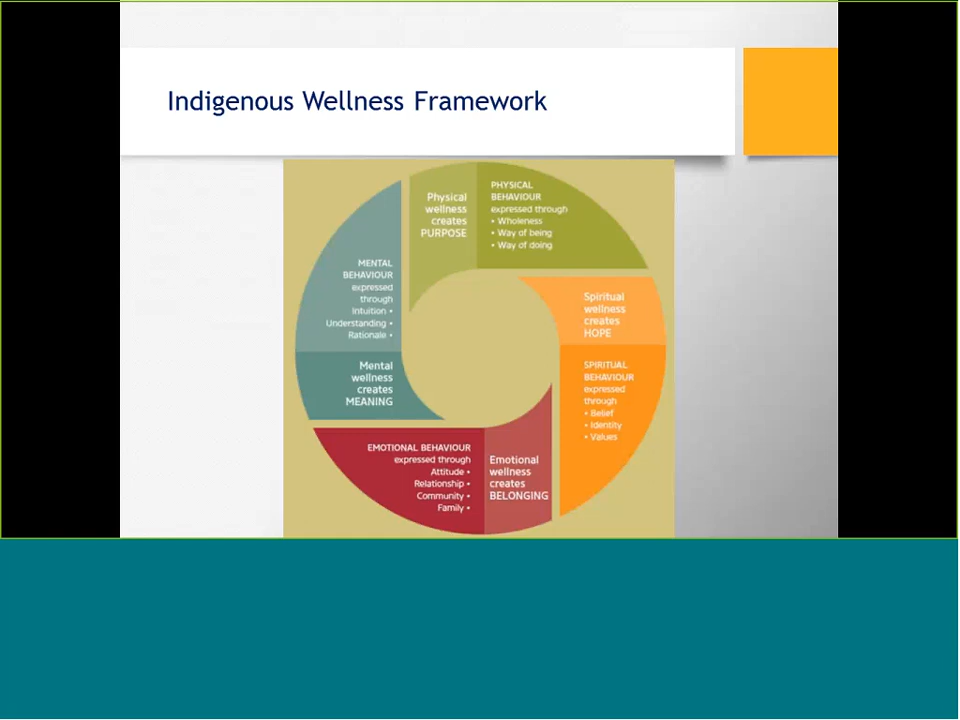 Indigenous Wellness Framework
Physical
wellness
creates
PURPOSE
PHYSICAL
BEHAVIOUR
expressed through
• Wholeness
• Way of being
• Way of doing
Spiritual
wellness
creates
HOPE
SPIRITUAL
BEHAVIOUR
expressed
through
• Belief
• Identity
• Values
Emotional
wellness
creates
BELONGING
EMOTIONAL BEHAVIOUR
expressed through
Attitude •
Relationship •
Community •
Family •
Mental
wellness
creates
MEANING
MENTAL
BEHAVIOUR
expressed
through
Intuition •
Understanding •
Rationale •